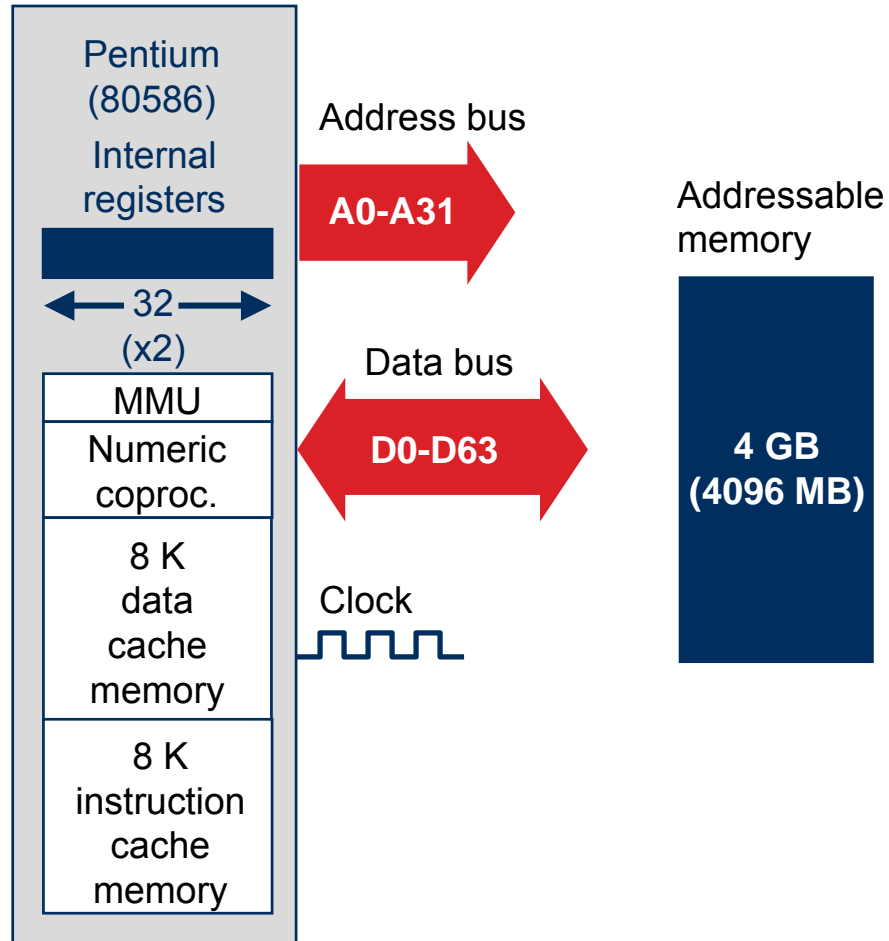 Pentium
(80586)
Internal
registers
32
(x2)
MMU
Numeric
coproc.
8 K
data
cache
memory
8 K
instruction
cache
memory
Address bus
A0-A31
Data bus
D0-D63
Clock
Addressable
memory
4 GB
(4096 MB)